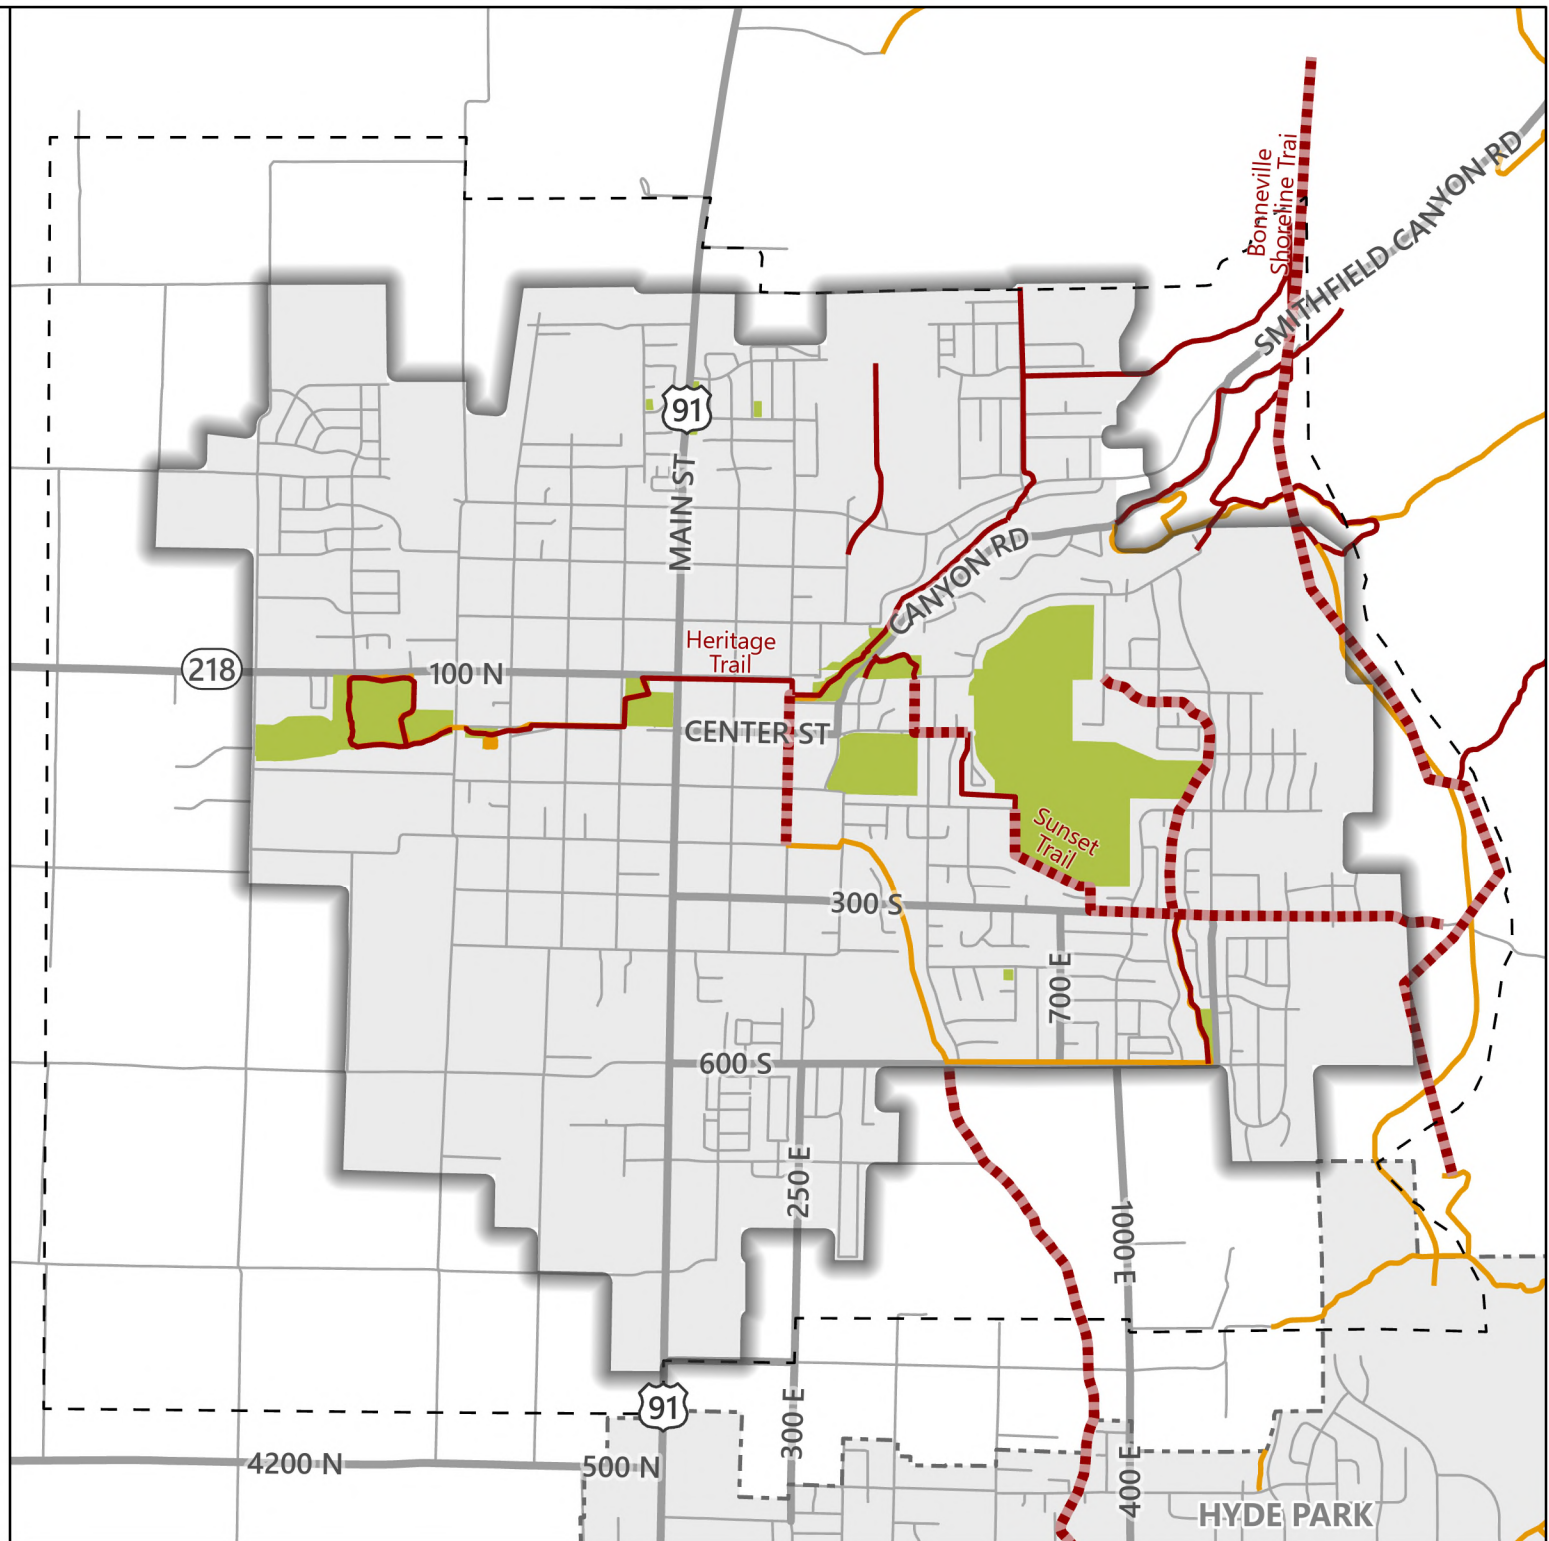 Bonneville
Shoreline Trai
SMITHFIELD CANYON RD
91
MAIN ST
CANYON RD
Heritage
Trail
218
100 N
CENTER ST
Sunset
Trail
300 S
700 E
600 S
250 E
1000 E
91
300 E
4200 N
500 N
400 E
HYDE PARK